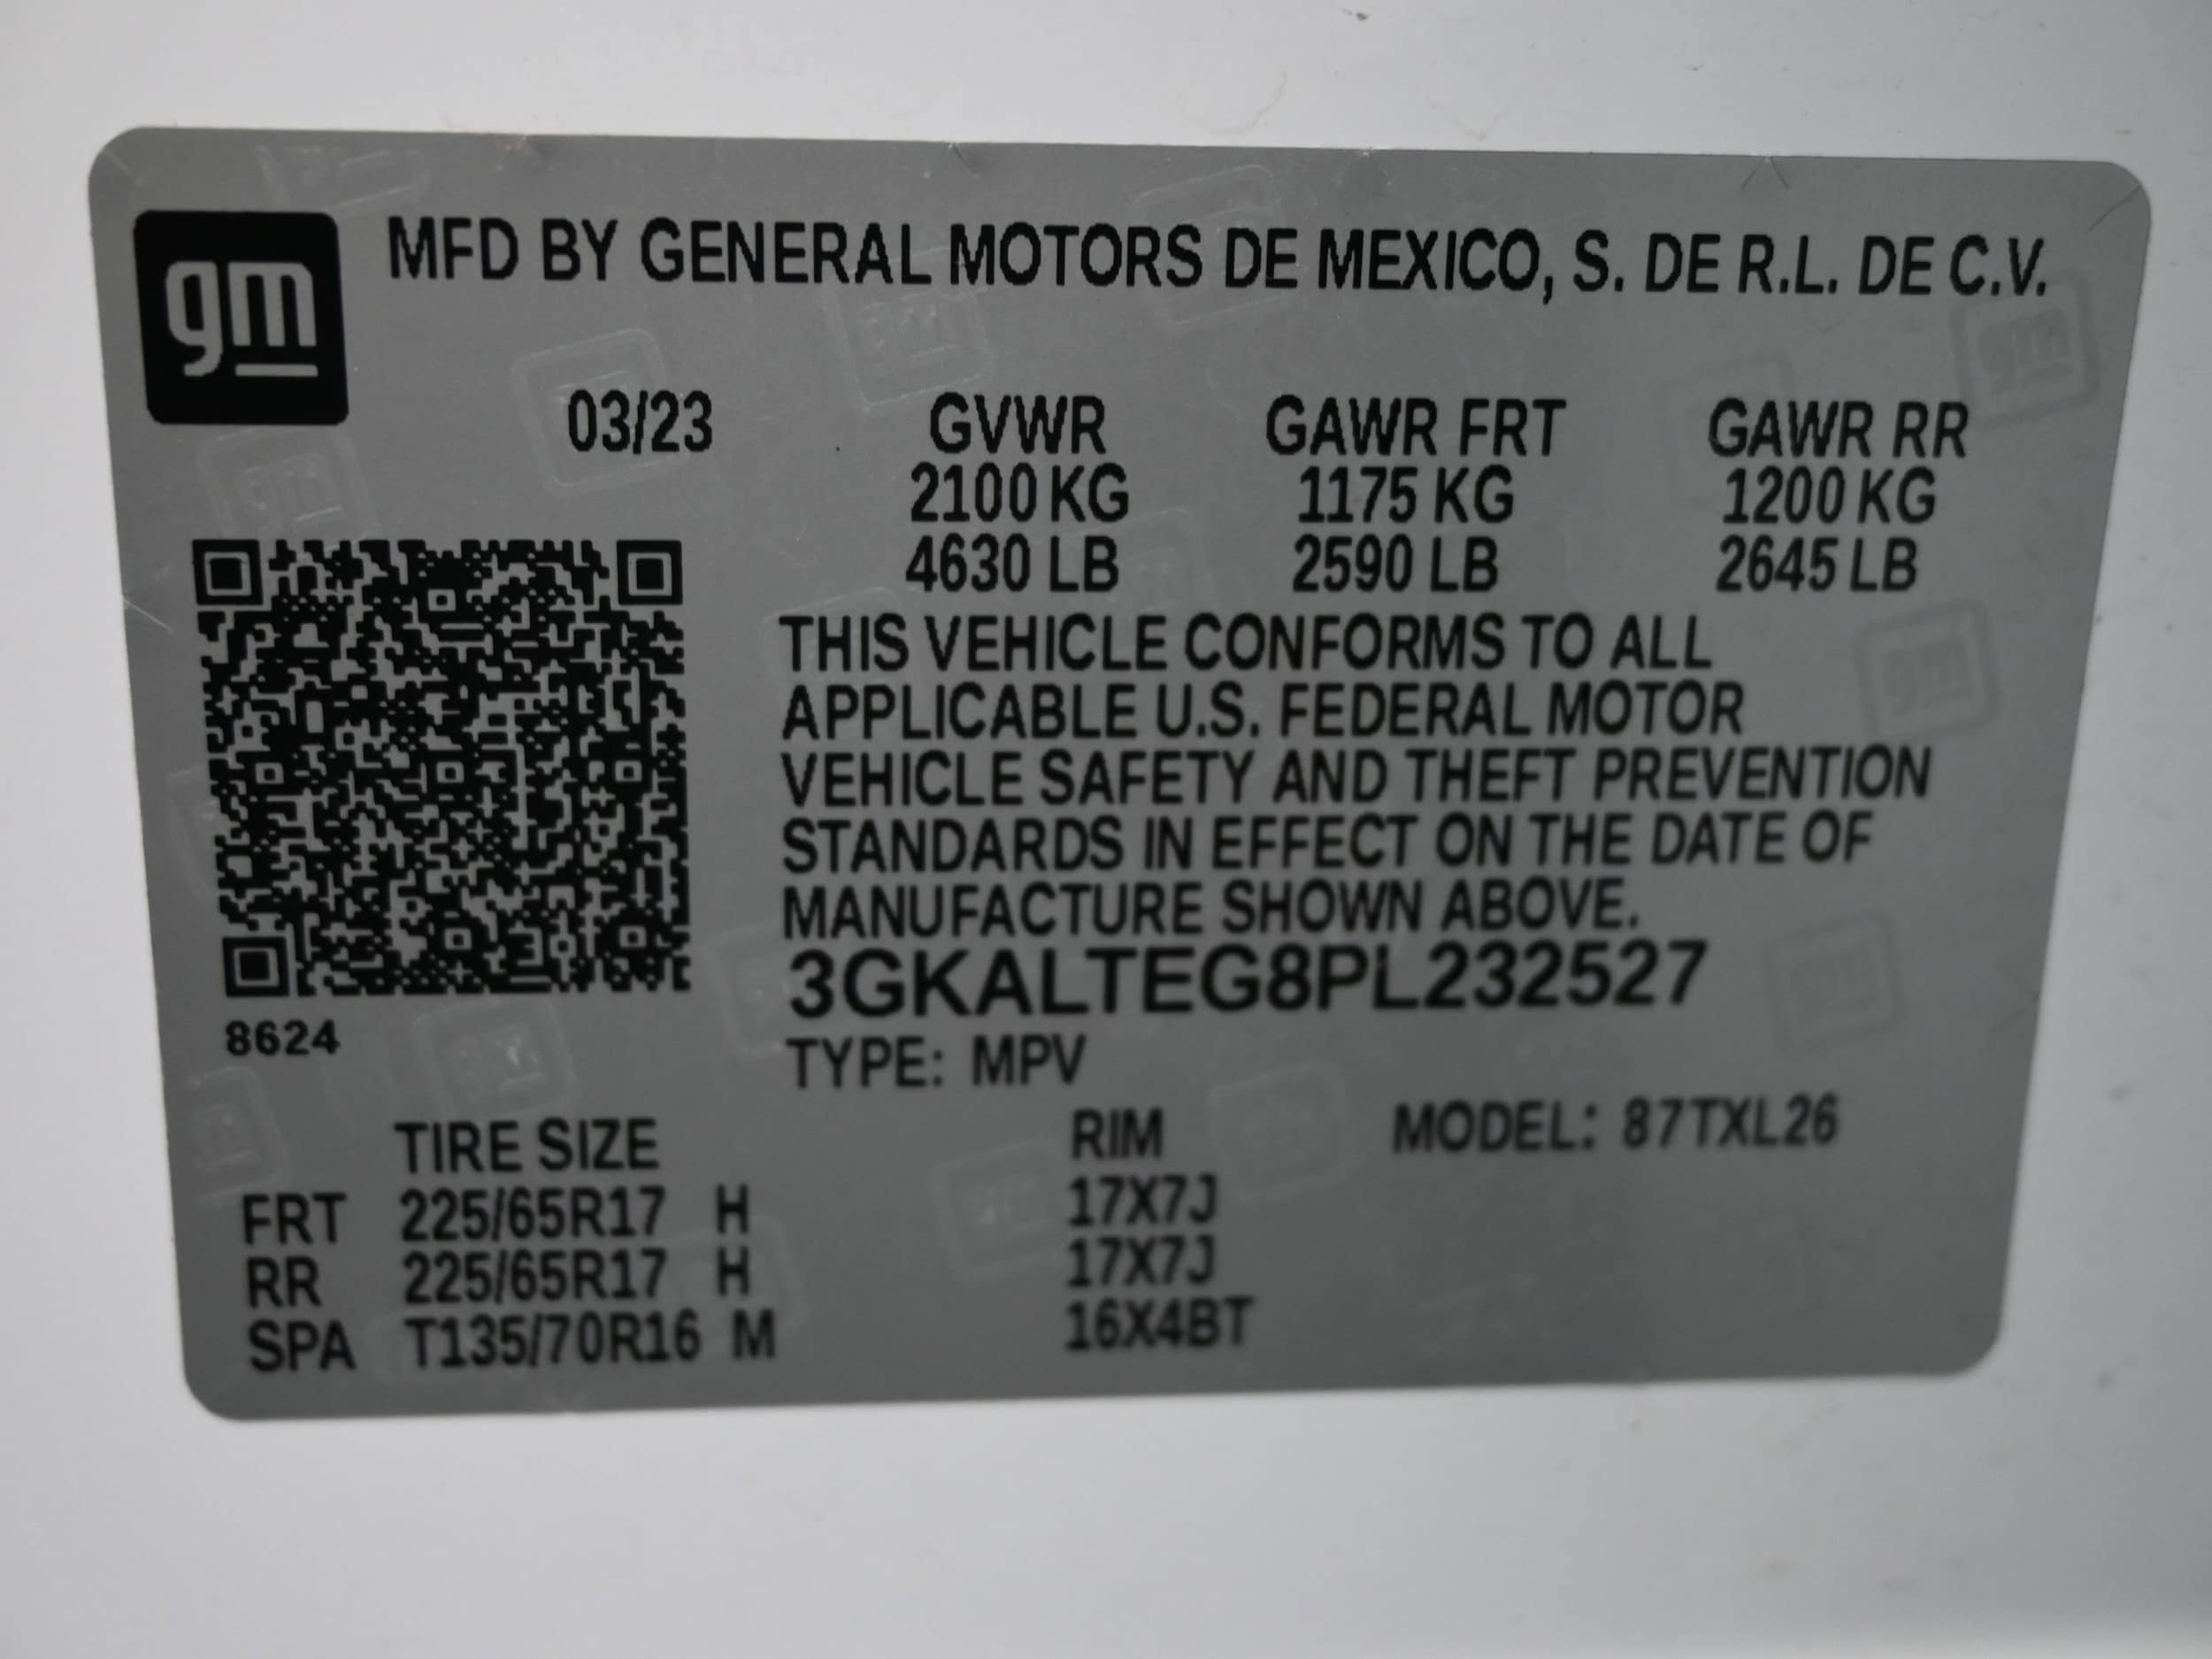 gm
MFD BY GENERAL MOTORS DE MEXICO, S. DE R.L. DE C.V.
03/23 GVWR GAWR FRT GAWR RR
2100 KG 1175 KG 1200 KG
4630 LB 2590 LB 2645 LB
THIS VEHICLE CONFORMS TO ALL
APPLICABLE U.S. FEDERAL MOTOR
VEHICLE SAFETY AND THEFT PREVENTION
STANDARDS IN EFFECT ON THE DATE OF
MANUFACTURE SHOWN ABOVE.
3GKALTEG8PL232527
8624
TYPE: MPV
TIRE SIZE RIM MODEL: 87TXL26
FRT 225/65R17 H 17X7J
RR 225/65R17 H 17X7J
SPA T135/70R16 M 16X4BT